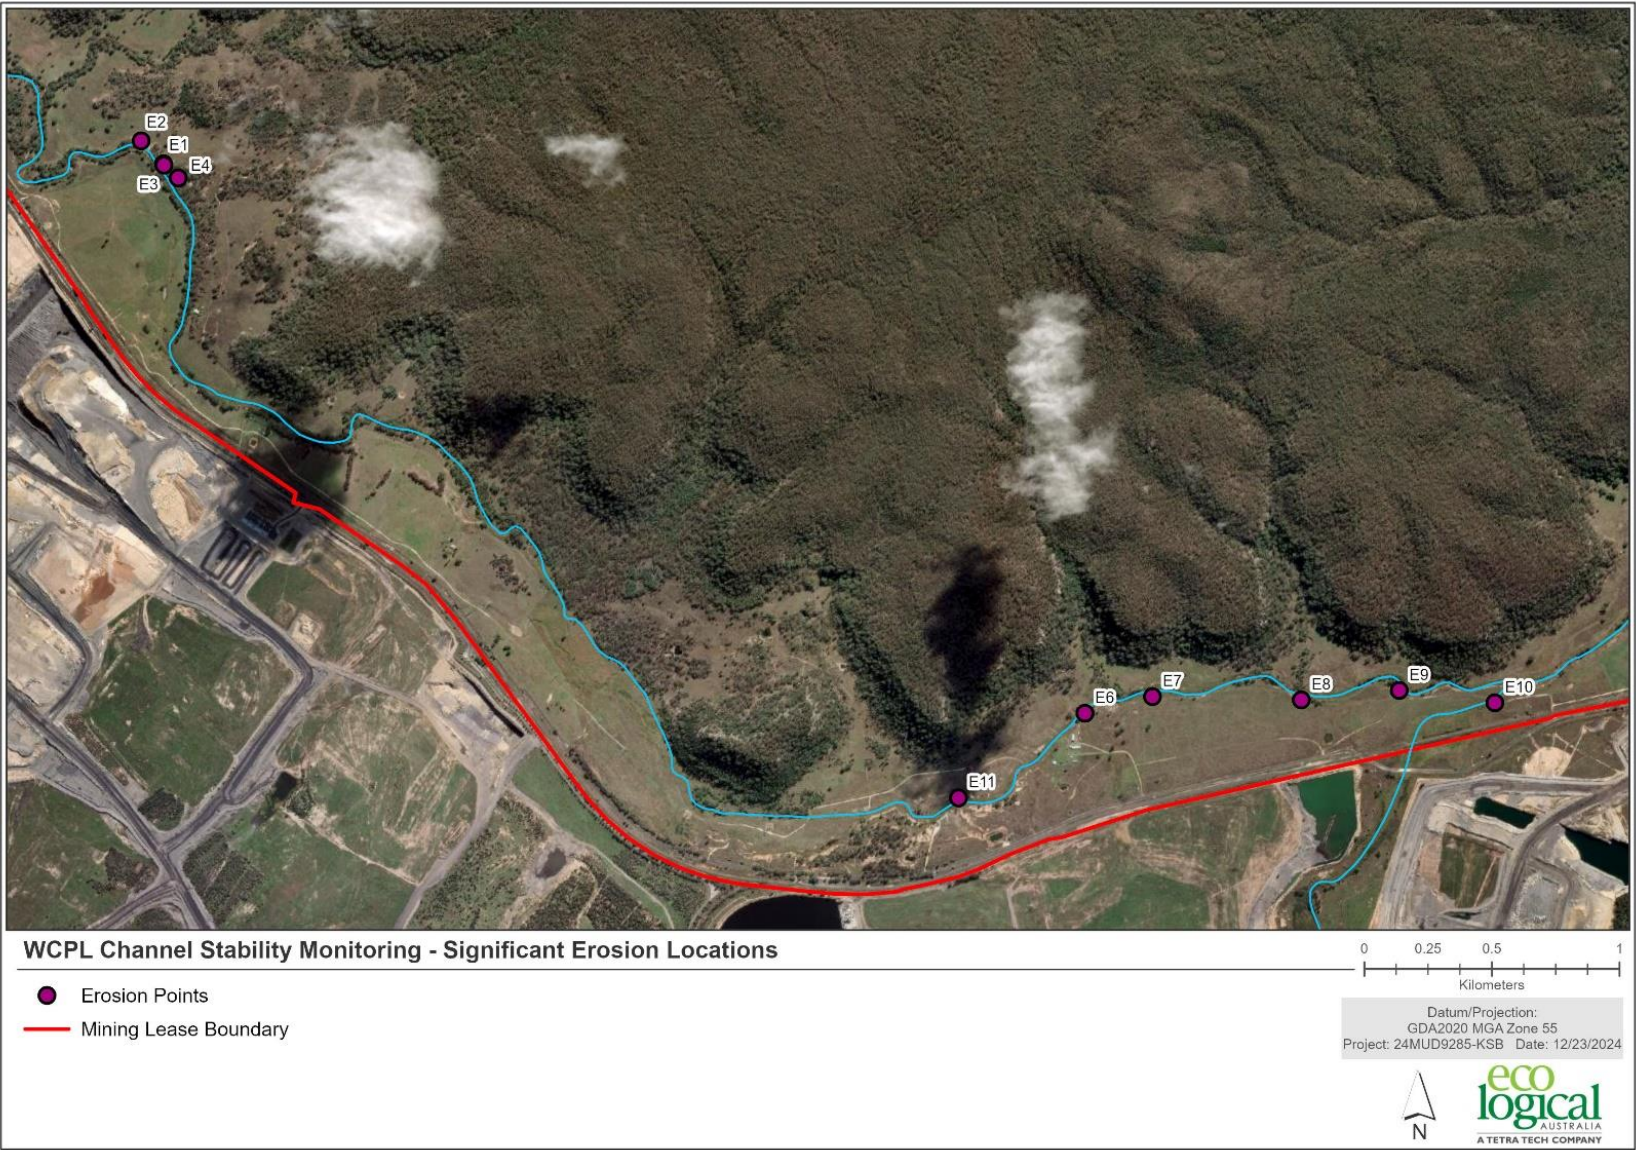 E2
E1
E4
E3
E9
E7
E10
E6
E8
E11
WCPL Channel Stability Monitoring - Significant Erosion Locations
0 0.25 0.5 1
Kilometers
Erosion Points
Mining Lease Boundary
Datum/Projection:
GDA2020 MGA Zone 55
Project: 24MUD9285-KSB Date: 12/23/2024
N
eco
logical
AUSTRALIA
A TETRA TECH COMPANY